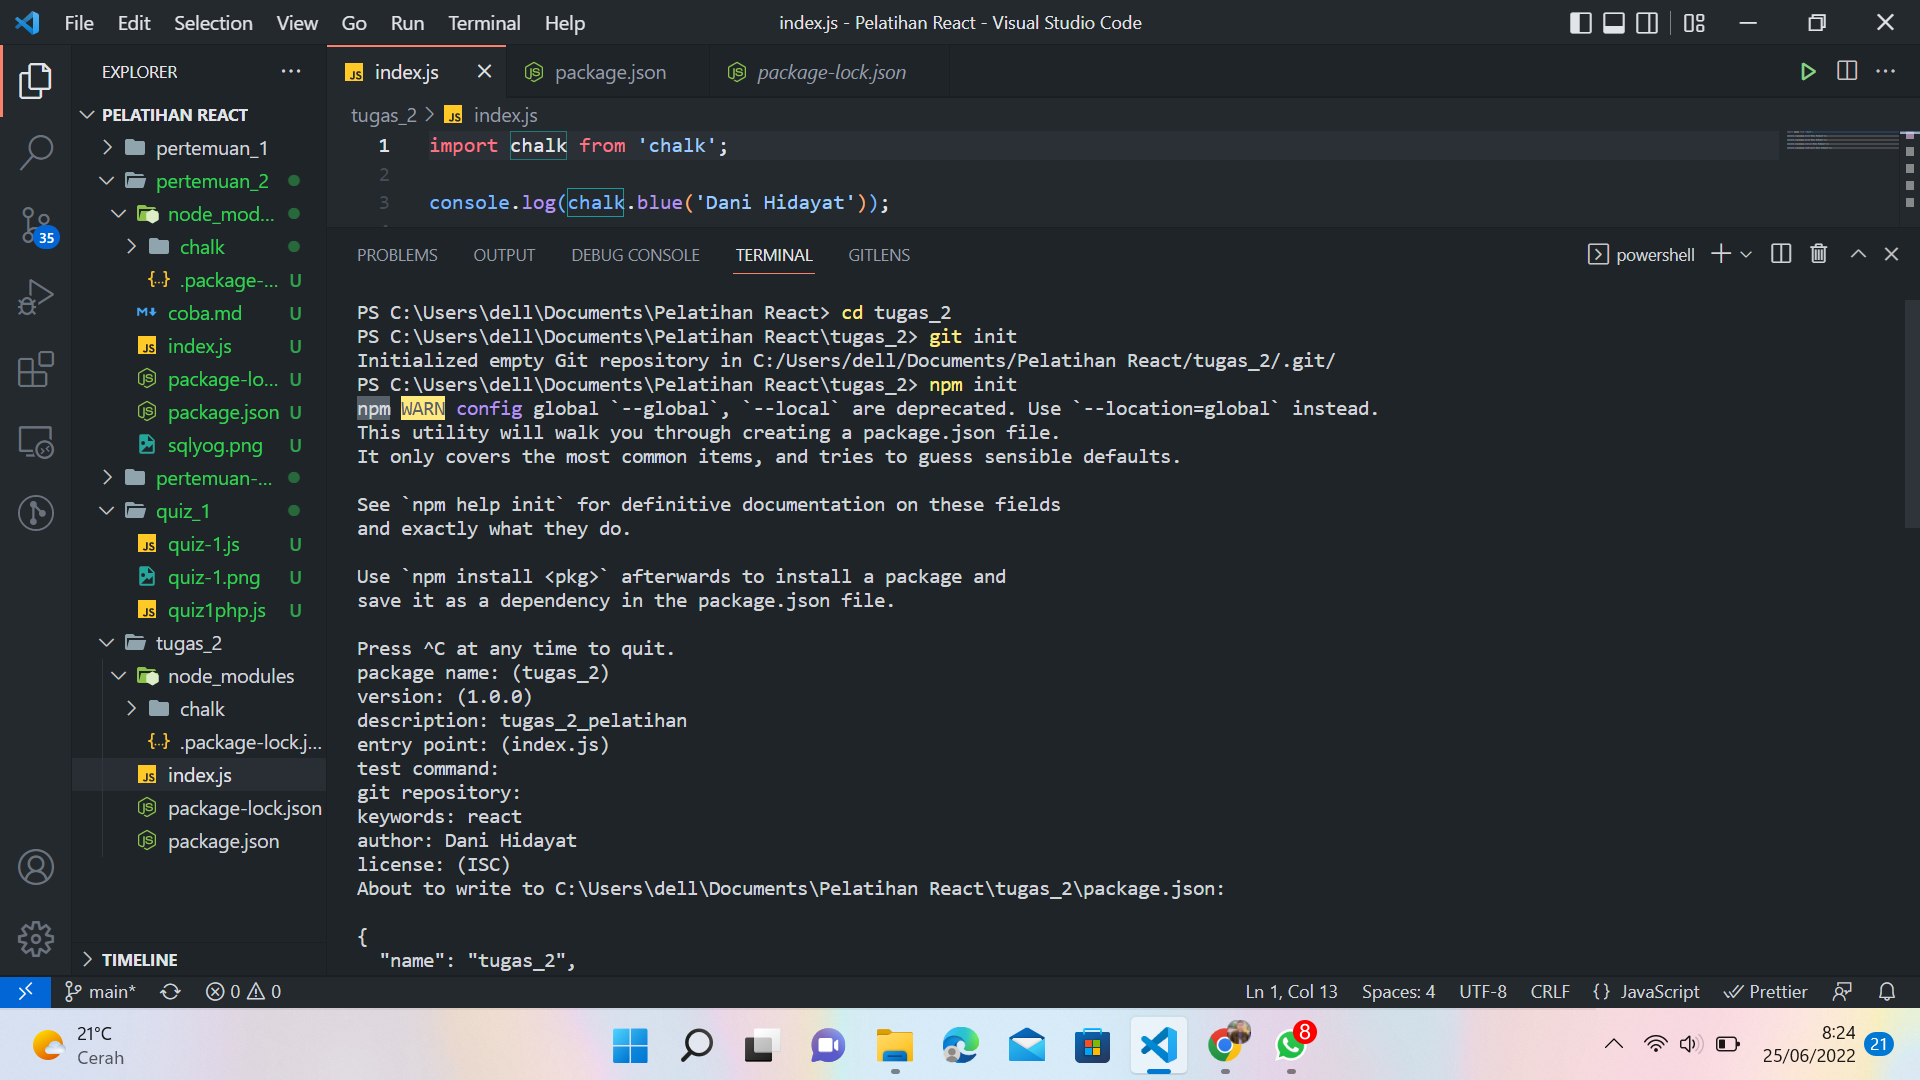 File Edit Selection View Go Run Terminal Help
index.js - Pelatihan React - Visual Studio Code
EXPLORER
PELATIHAN REACT
pertemuan_1
pertemuan_2
node_mod...
chalk
.package-... U
coba.md U
index.js U
package-lo... U
package.json U
sqlyog.png U
pertemuan-...
quiz_1
quiz-1.js U
quiz-1.png U
quiz1php.js U
tugas_2
node_modules
chalk
.package-lock.j...
index.js
package-lock.json
package.json
TIMELINE
35
index.js package.json package-lock.json
tugas_2 > index.js
1 import chalk from 'chalk';
2
3 console.log(chalk.blue('Dani Hidayat'));
PROBLEMS OUTPUT DEBUG CONSOLE TERMINAL GITLENS
powershell
PS C:\Users\dell\Documents\Pelatihan React> cd tugas_2
PS C:\Users\dell\Documents\Pelatihan React\tugas_2> git init
Initialized empty Git repository in C:/Users/dell/Documents/Pelatihan React/tugas_2/.git/
PS C:\Users\dell\Documents\Pelatihan React\tugas_2> npm init
npm WARN config global `--global`, `--local` are deprecated. Use `--location=global` instead.
This utility will walk you through creating a package.json file.
It only covers the most common items, and tries to guess sensible defaults.
See `npm help init` for definitive documentation on these fields
and exactly what they do.
Use `npm install <pkg>` afterwards to install a package and
save it as a dependency in the package.json file.
Press ^C at any time to quit.
package name: (tugas_2)
version: (1.0.0)
description: tugas_2_pelatihan
entry point: (index.js)
test command:
git repository:
keywords: react
author: Dani Hidayat
license: (ISC)
About to write to C:\Users\dell\Documents\Pelatihan React\tugas_2\package.json:
{
"name": "tugas_2",
main* 0 0
Ln 1, Col 13 Spaces: 4 UTF-8 CRLF {} JavaScript Prettier
21°C
Cerah
8
8:24
25/06/2022
21